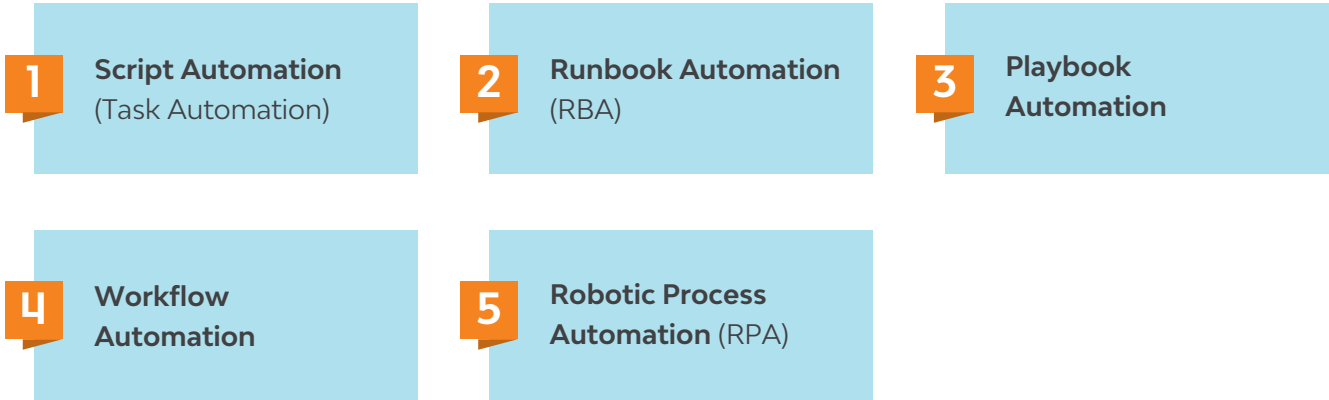 1
Script Automation
(Task Automation)
2
Runbook Automation
(RBA)
3
Playbook
Automation
4
Workflow
Automation
5
Robotic Process
Automation (RPA)